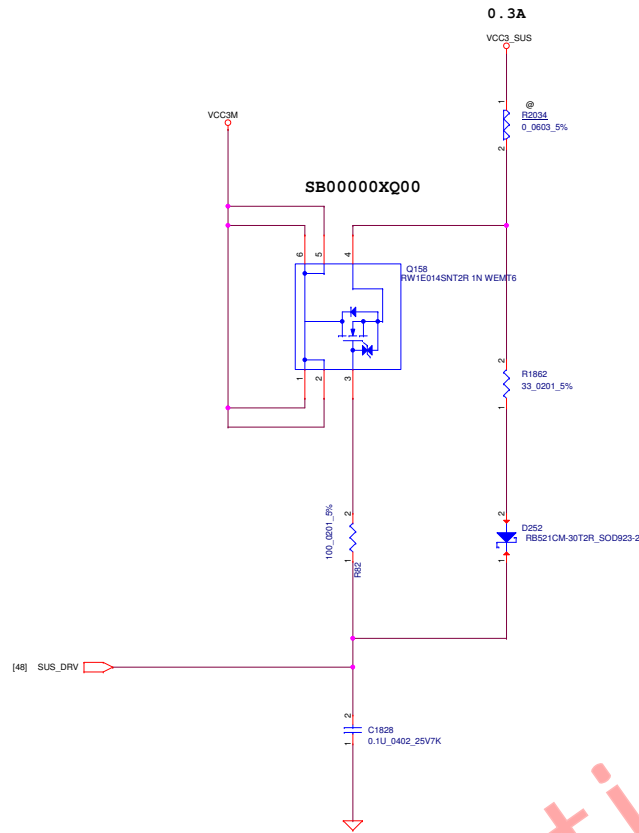 0.3A
VCC3_SUS
1
@
R2034
0_0603_5%
2
VCC3M
SB00000XQ00
6
5
4
Q158
RW1E014SNT2R 1N WEMT6
1
2
3
2
R1862
33_0201_5%
1
2
100_0201_5%
1
R82
2
D252
RB521CM-30T2R_SOD923-2
1
[48] SUS_DRV
2
C1828
0.1U_0402_25V7K
1